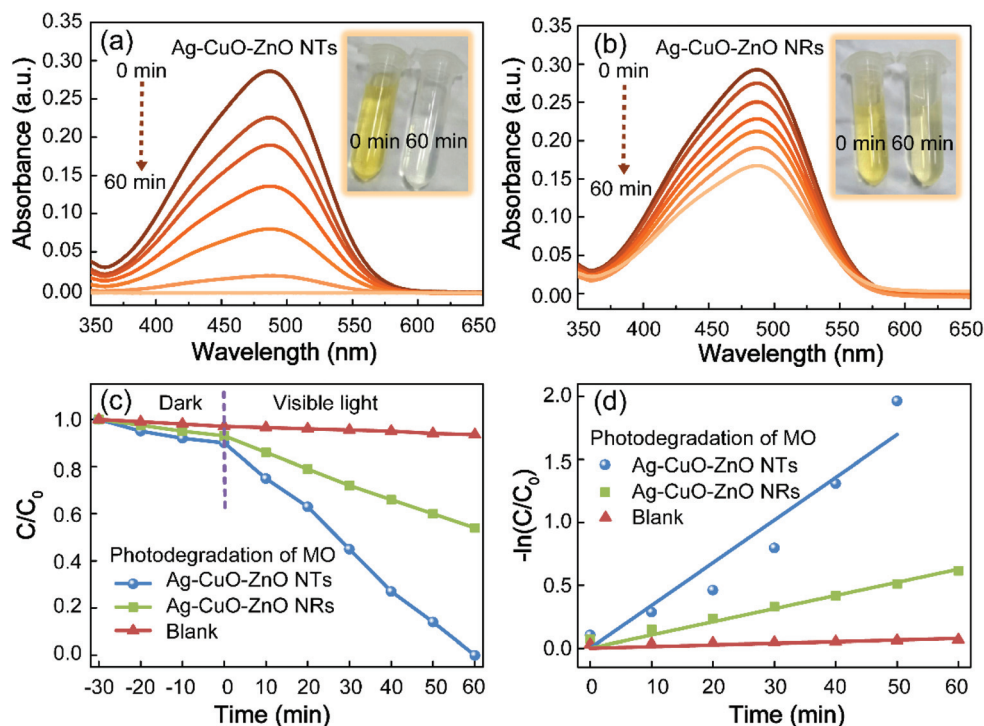 (a)
Ag-CuO-ZnO NTs
0 min
60 min
0 min 60 min
0.35
0.30
0.25
0.20
0.15
0.10
0.05
0.00
Absorbance (a.u.)
350 400 450 500 550 600 650
Wavelength (nm)
(b)
Ag-CuO-ZnO NRs
0 min
60 min
0 min 60 min
0.35
0.30
0.25
0.20
0.15
0.10
0.05
0.00
Absorbance (a.u.)
350 400 450 500 550 600 650
Wavelength (nm)
(c)
Dark
Visible light
1.0
0.8
0.6
0.4
0.2
0.0
C/C0
Photodegradation of MO
Ag-CuO-ZnO NTs
Ag-CuO-ZnO NRs
Blank
-30 -20 -10 0 10 20 30 40 50 60
Time (min)
(d)
2.0
1.5
1.0
0.5
0.0
-ln(C/C0)
Photodegradation of MO
Ag-CuO-ZnO NTs
Ag-CuO-ZnO NRs
Blank
0 10 20 30 40 50 60
Time (min)